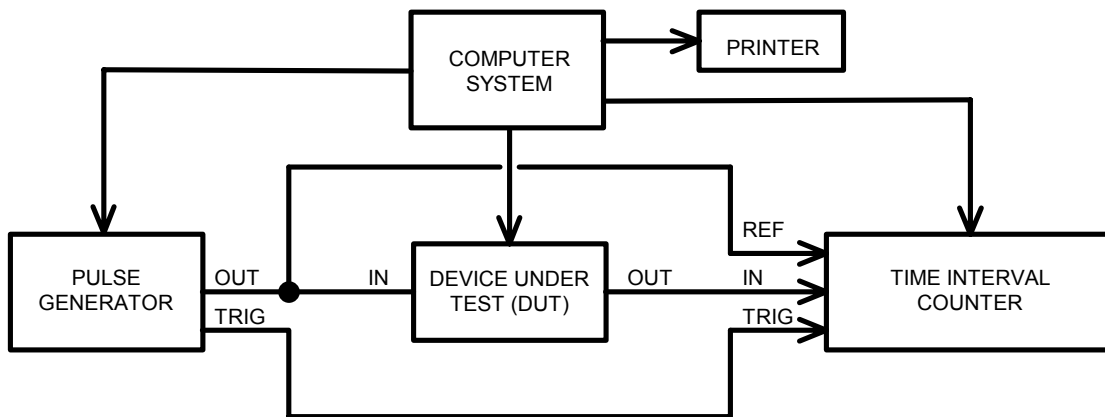 COMPUTER
SYSTEM
PRINTER
PULSE
GENERATOR
OUT
TRIG
IN
DEVICE UNDER
TEST (DUT)
OUT
REF
IN
TRIG
TIME INTERVAL
COUNTER